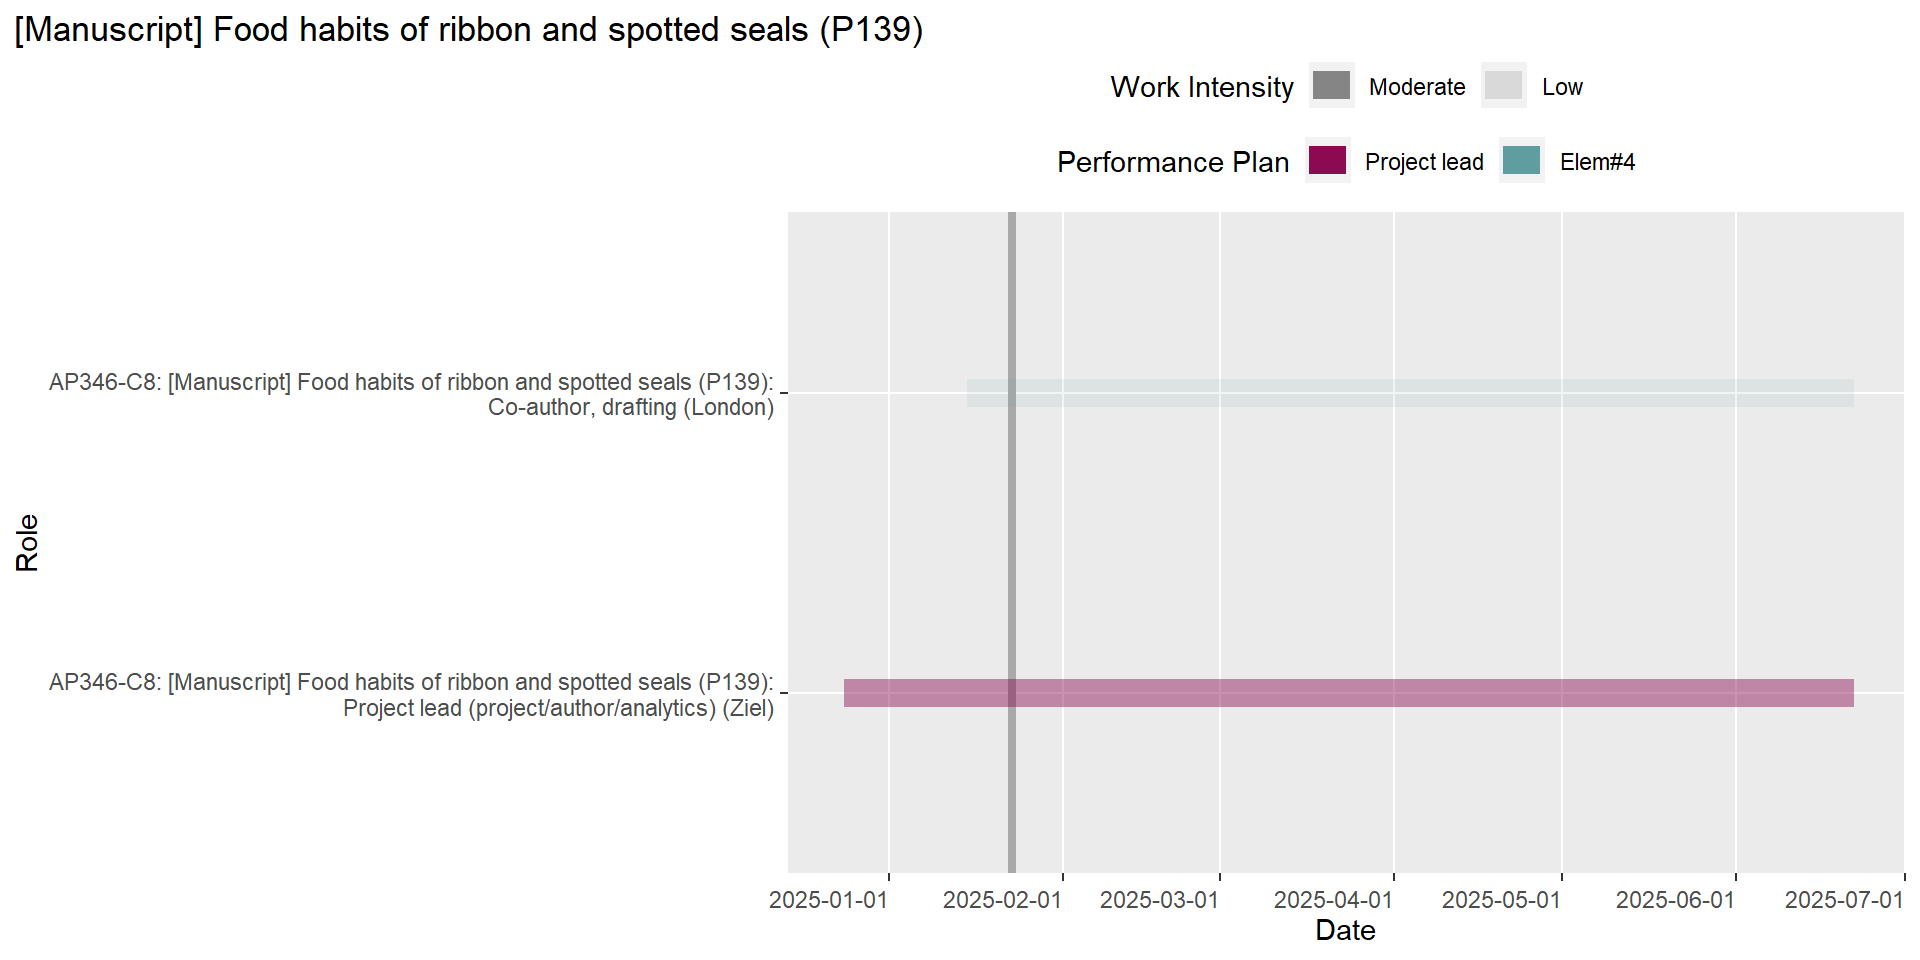 [Manuscript] Food habits of ribbon and spotted seals (P139)
Work Intensity Moderate Low
Performance Plan Project lead Elem#4
AP346-C8: [Manuscript] Food habits of ribbon and spotted seals (P139):
Co-author, drafting (London)
Role
AP346-C8: [Manuscript] Food habits of ribbon and spotted seals (P139):
Project lead (project/author/analytics) (Ziel)
2025-01-01 2025-02-01 2025-03-01 2025-04-01 2025-05-01 2025-06-01 2025-07-01
Date